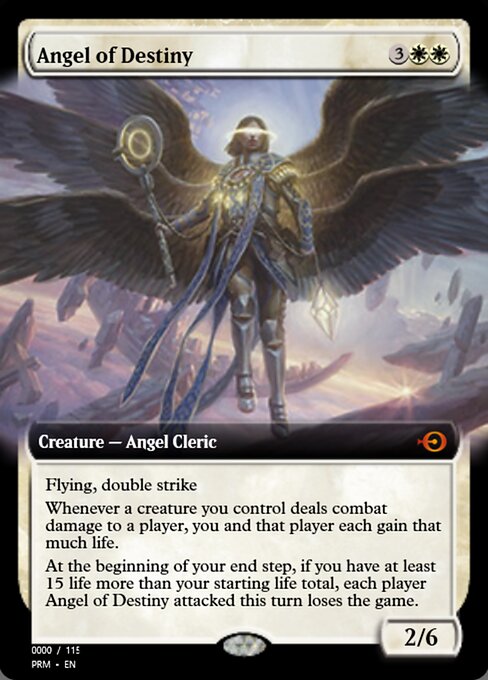 Angel of Destiny 3
Creature — Angel Cleric
Flying, double strike
Whenever a creature you control deals combat
damage to a player, you and that player each gain that
much life.
At the beginning of your end step, if you have at least
15 life more than your starting life total, each player
Angel of Destiny attacked this turn loses the game.
2/6
0000 / 115
PRM • EN